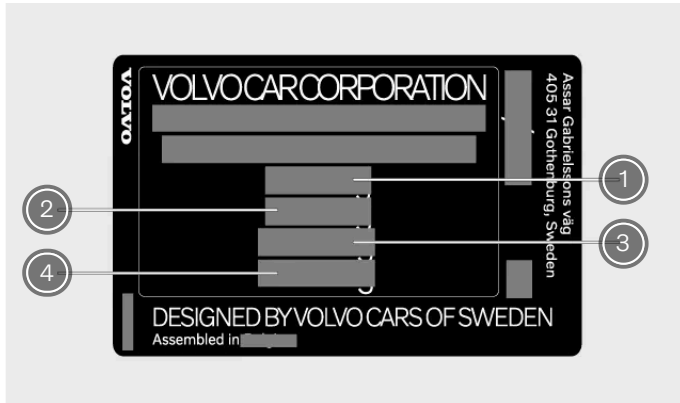 VOLVO
VOLVO CAR CORPORATION
Assar Gabrielssons väg
405 31 Gothenburg, Sweden
1
2
3
4
DESIGNED BY VOLVO CARS OF SWEDEN
Assembled in